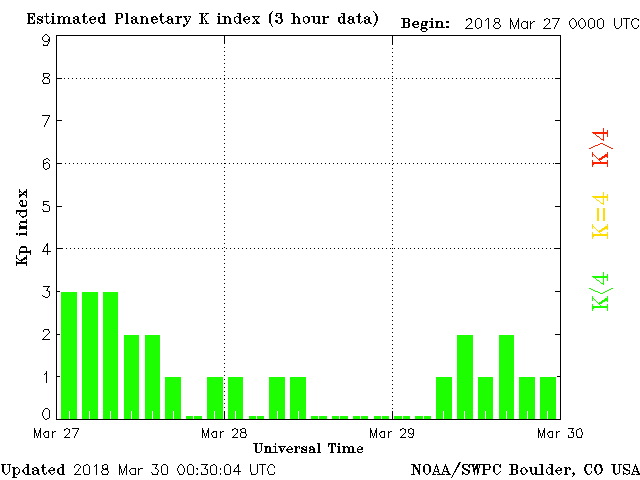 Estimated Planetary K index (3 hour data)
Begin: 2018 Mar 27 0000 UTC
9
8
7
6
5
4
3
2
1
0
Kp index
K>4
K=4
K<4
Mar 27
Mar 28
Mar 29
Mar 30
Universal Time
Updated 2018 Mar 30 00:30:04 UTC
NOAA/SWPC Boulder, CO USA